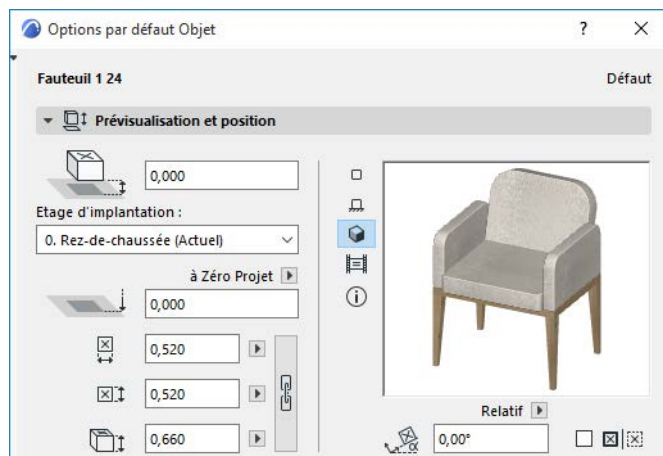 Options par défaut Objet
? ×
Fauteuil 1 24
Défaut
Prévisualisation et position
0,000
Etage d'implantation :
0. Rez-de-chaussée (Actuel)
à Zéro Projet
0,000
0,520
0,520
0,660
Relatif
α
0,00°